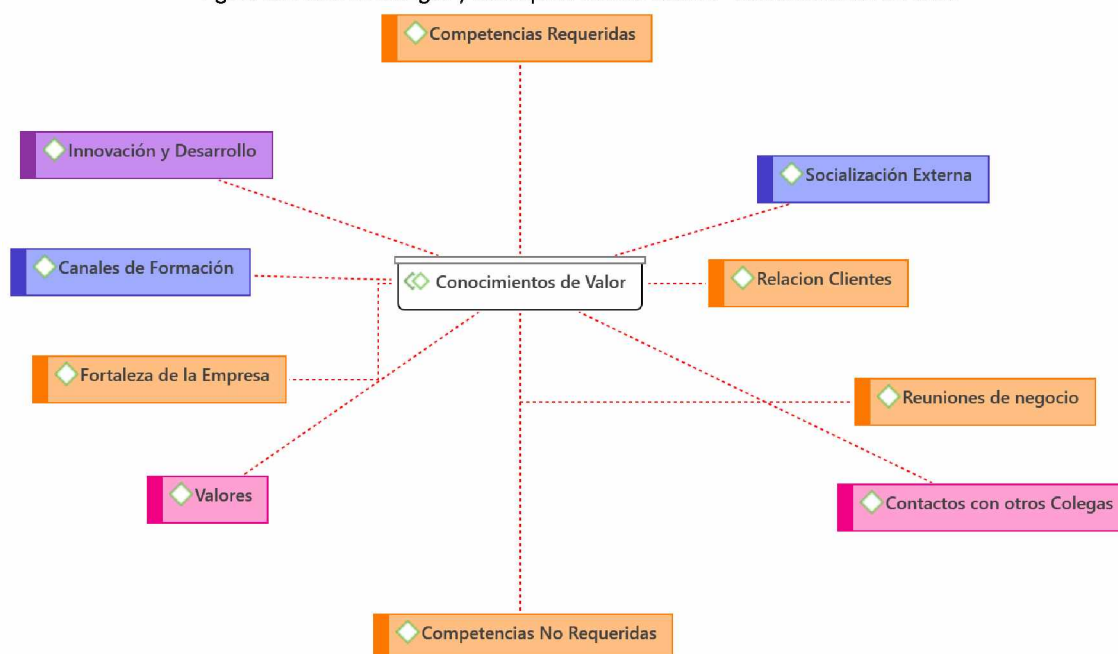 Competencias Requeridas
Innovación y Desarrollo
Socialización Externa
Canales de Formación
Conocimientos de Valor
Relacion Clientes
Fortaleza de la Empresa
Reuniones de negocio
Valores
Contactos con otros Colegas
Competencias No Requeridas